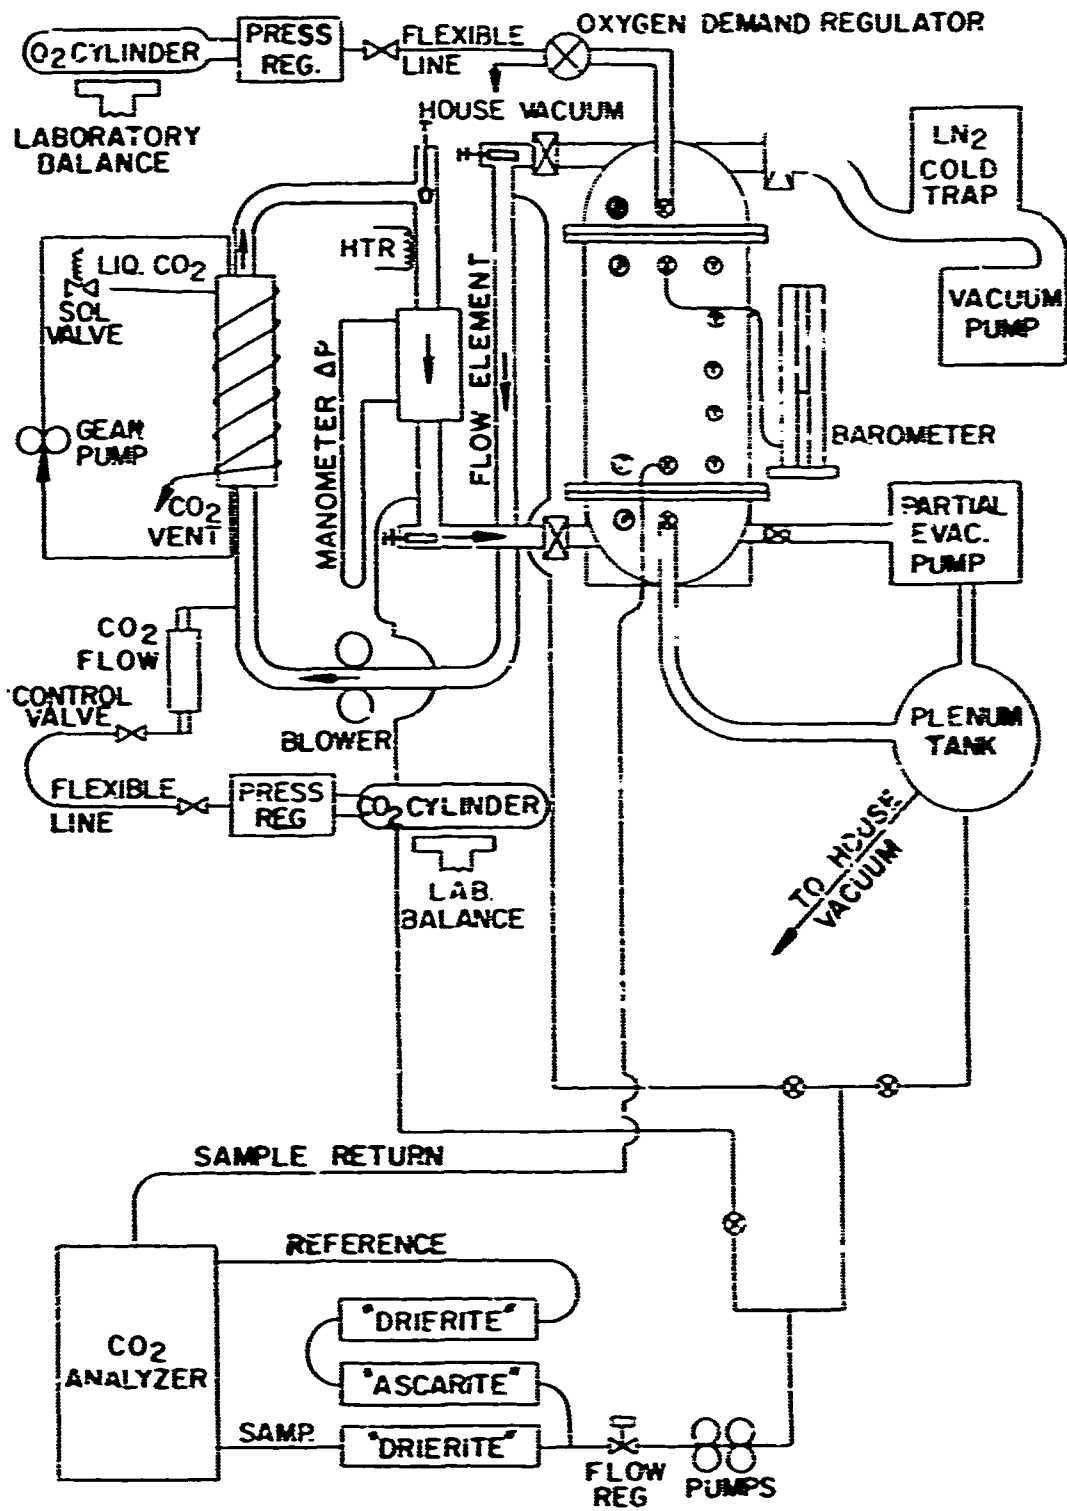 OXYGEN DEMAND REGULATOR
O2 CYLINDER
PRESS
REG.
FLEXIBLE
LINE
LABORATORY
BALANCE
HOUSE VACUUM
LN2
COLD
TRAP
HTR
LIQ. CO2
SOL
VALVE
VACUUM
PUMP
MANOMETER ΔP
FLOW ELEMENT
GEAR
PUMP
BAROMETER
CO2
VENT
PARTIAL
EVAC.
PUMP
CO2
FLOW
CONTROL
VALVE
BLOWER
PLENUM
TANK
FLEXIBLE
LINE
PRESS
REG
CO2 CYLINDER
LAB.
BALANCE
TO HOUSE
VACUUM
SAMPLE RETURN
REFERENCE
"DRIERITE"
CO2
ANALYZER
"ASCARITE"
SAMP.
"DRIERITE"
FLOW
REG
PUMPS